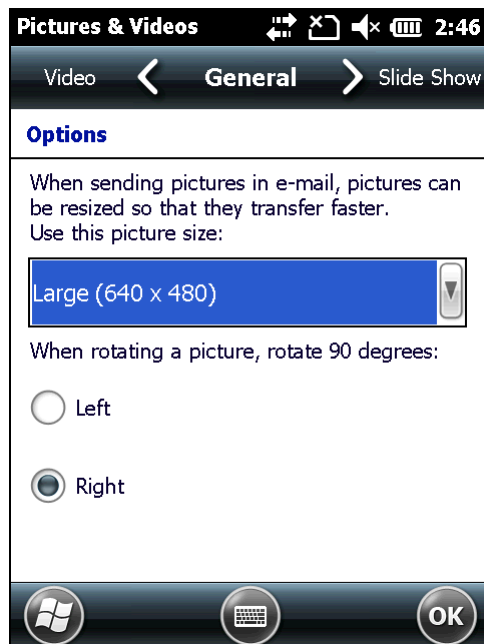 Pictures & Videos 2:46
Video General Slide Show
Options
When sending pictures in e-mail, pictures can
be resized so that they transfer faster.
Use this picture size:
Large (640 x 480)
When rotating a picture, rotate 90 degrees:
Left
Right
OK